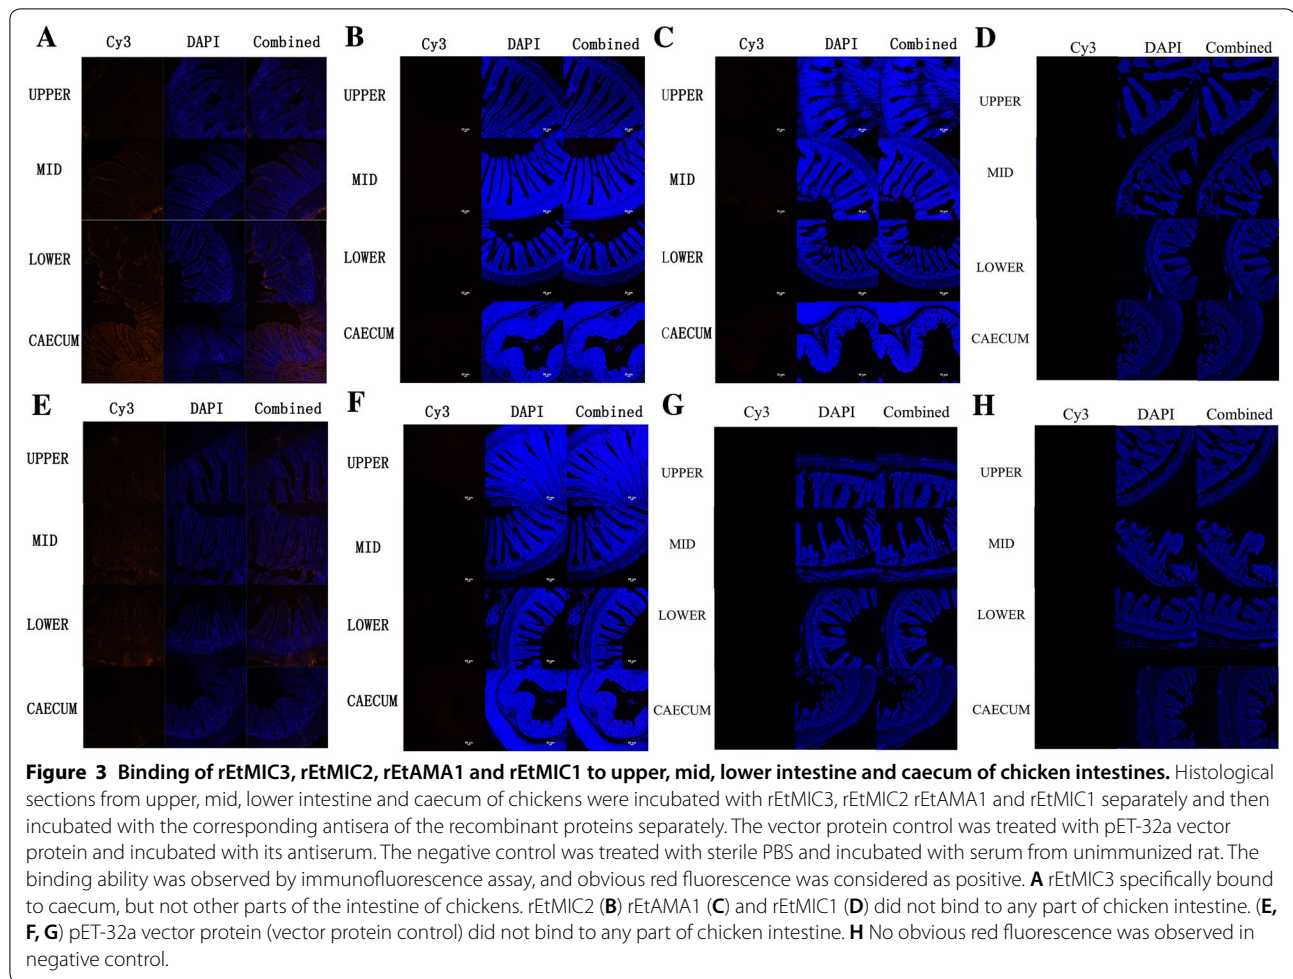 A
Cy3 DAPI Combined
UPPER
MID
LOWER
CAECUM
B
Cy3 DAPI Combined
UPPER
MID
LOWER
CAECUM
C
Cy3 DAPI Combined
UPPER
MID
LOWER
CAECUM
D
Cy3 DAPI Combined
UPPER
MID
LOWER
CAECUM
E
Cy3 DAPI Combined
UPPER
MID
LOWER
CAECUM
F
Cy3 DAPI Combined
UPPER
MID
LOWER
CAECUM
G
Cy3 DAPI Combined
UPPER
MID
LOWER
CAECUM
H
Cy3 DAPI Combined
UPPER
MID
LOWER
CAECUM
Figure 3 Binding of rEtMIC3, rEtMIC2, rEtAMA1 and rEtMIC1 to upper, mid, lower intestine and caecum of chicken intestines. Histological
sections from upper, mid, lower intestine and caecum of chickens were incubated with rEtMIC3, rEtMIC2 rEtAMA1 and rEtMIC1 separately and then
incubated with the corresponding antisera of the recombinant proteins separately. The vector protein control was treated with pET-32a vector
protein and incubated with its antiserum. The negative control was treated with sterile PBS and incubated with serum from unimmunized rat. The
binding ability was observed by immunofluorescence assay, and obvious red fluorescence was considered as positive. A rEtMIC3 specifically bound
to caecum, but not other parts of the intestine of chickens. rEtMIC2 (B) rEtAMA1 (C) and rEtMIC1 (D) did not bind to any part of chicken intestine. (E,
F, G) pET-32a vector protein (vector protein control) did not bind to any part of chicken intestine. H No obvious red fluorescence was observed in
negative control.